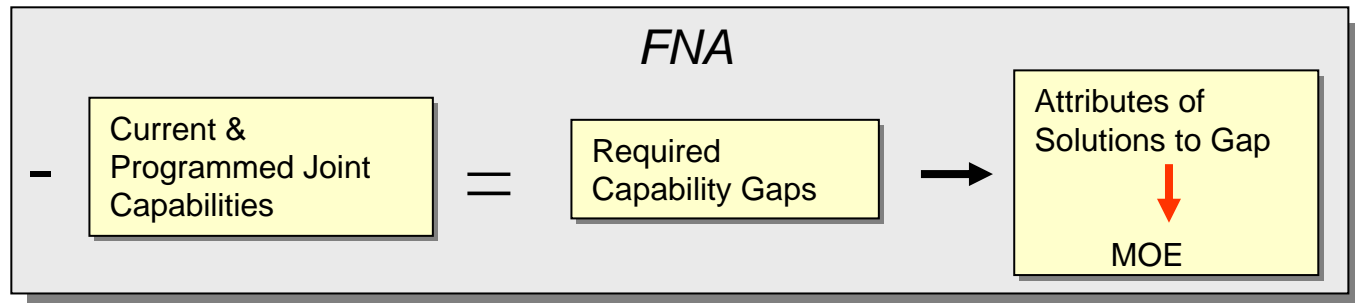 FNA
-
Current &
Programmed Joint
Capabilities
=
Required
Capability Gaps
Attributes of
Solutions to Gap
MOE